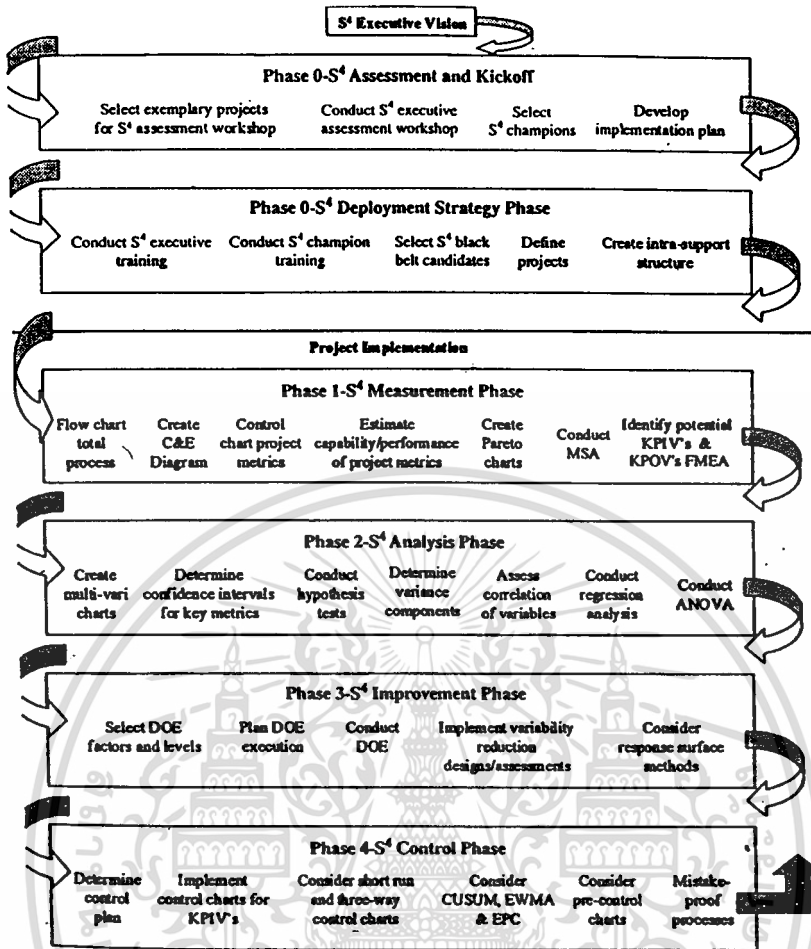 S⁴ Executive Vision
Phase 0-S⁴ Assessment and Kickoff
Select exemplary projects
for S⁴ assessment workshop
Conduct S⁴ executive
assessment workshop
Select
S⁴ champions
Develop
implementation plan
Phase 0-S⁴ Deployment Strategy Phase
Conduct S⁴ executive
training
Conduct S⁴ champion
training
Select S⁴ black
belt candidates
Define
projects
Create intra-support
structure
Project Implementation
Phase 1-S⁴ Measurement Phase
Flow chart
total
process
Create
C&E
Diagram
Control
chart project
metrics
Estimate
capability/performance
of project metrics
Create
Pareto
charts
Conduct
MSA
Identify potential
KPIV's &
KPOV's FMEA
Phase 2-S⁴ Analysis Phase
Create
multi-vari
charts
Determine
confidence intervals
for key metrics
Conduct
hypothesis
tests
Determine
variance
components
Assess
correlation
of variables
Conduct
regression
analysis
Conduct
ANOVA
Phase 3-S⁴ Improvement Phase
Select DOE
factors and levels
Plan DOE
execution
Conduct
DOE
Implement variability
reduction
designs/assessments
Consider
response surface
methods
Phase 4-S⁴ Control Phase
Determine
control
plan
Implement
control charts for
KPIV's
Consider short run
and three-way
control charts
Consider
CUSUM, EWMA
& EPC
Consider
pre-control
charts
Mistake-
proof
processes